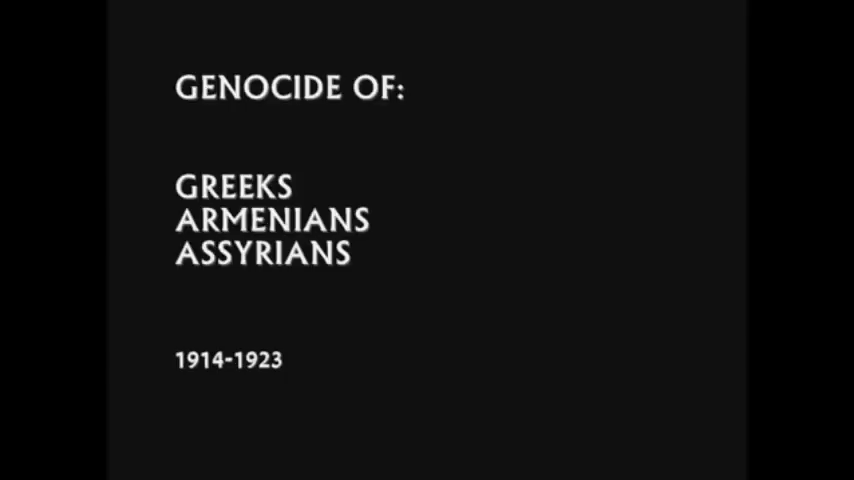 GENOCIDE OF:
GREEKS
ARMENIANS
ASSYRIANS
1914-1923